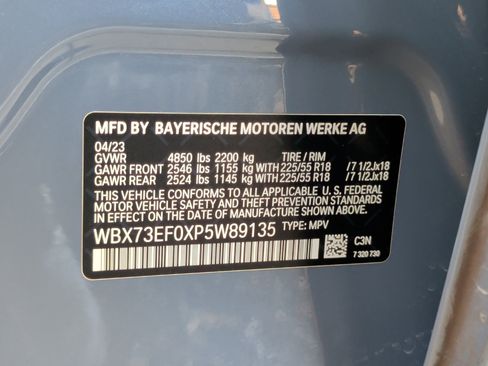 MFD BY BAYERISCHE MOTOREN WERKE AG
04/23
GVWR 4850 lbs 2200 kg TIRE / RIM
GAWR FRONT 2546 lbs 1155 kg WITH 225/55 R18 / 7 1/2Jx18
GAWR REAR 2524 lbs 1145 kg WITH 225/55 R18 / 7 1/2Jx18
THIS VEHICLE CONFORMS TO ALL APPLICABLE U. S. FEDERAL
MOTOR VEHICLE SAFETY AND THEFT PREVENTION STANDARDS
IN EFFECT ON THE DATE OF MANUFACTURE SHOWN ABOVE.
WBX73EF0XP5W89135 TYPE: MPV
C3N
7 320 730